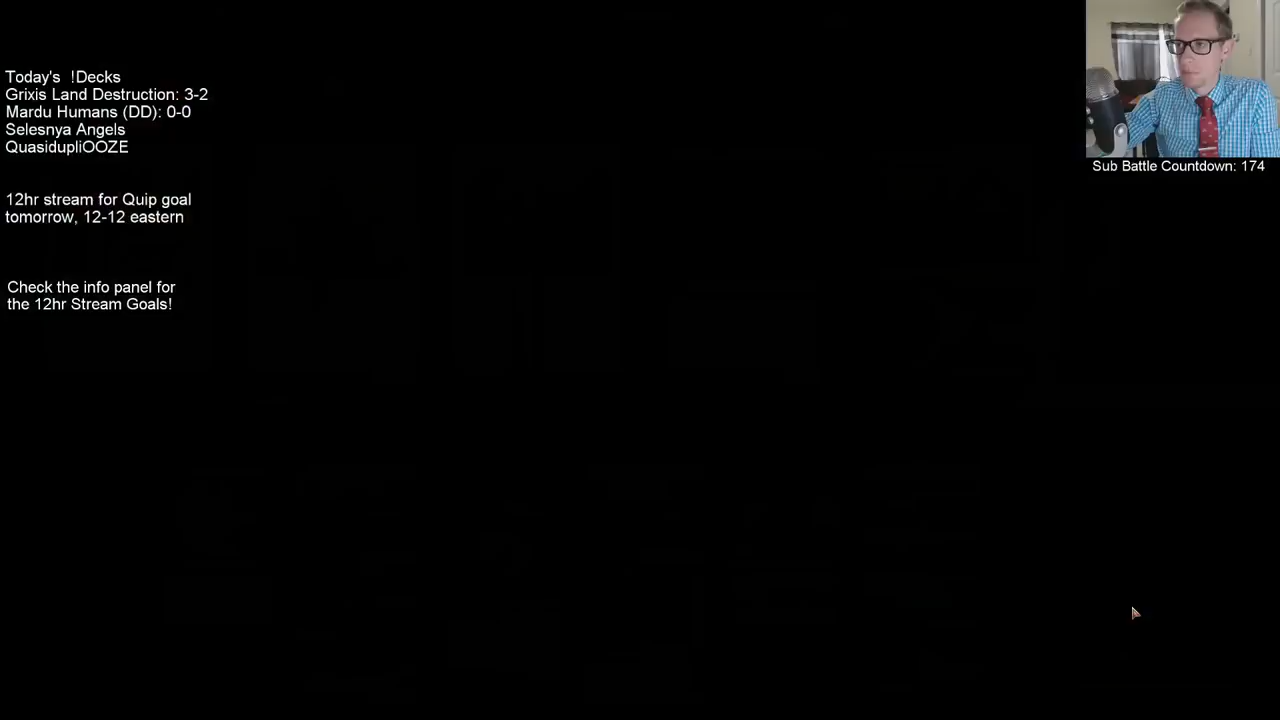 Today's !Decks
Grixis Land Destruction: 3-2
Mardu Humans (DD): 0-0
Selesnya Angels
QuasidupliOOZE
12hr stream for Quip goal
tomorrow, 12-12 eastern
Check the info panel for
the 12hr Stream Goals!
Sub Battle Countdown: 174